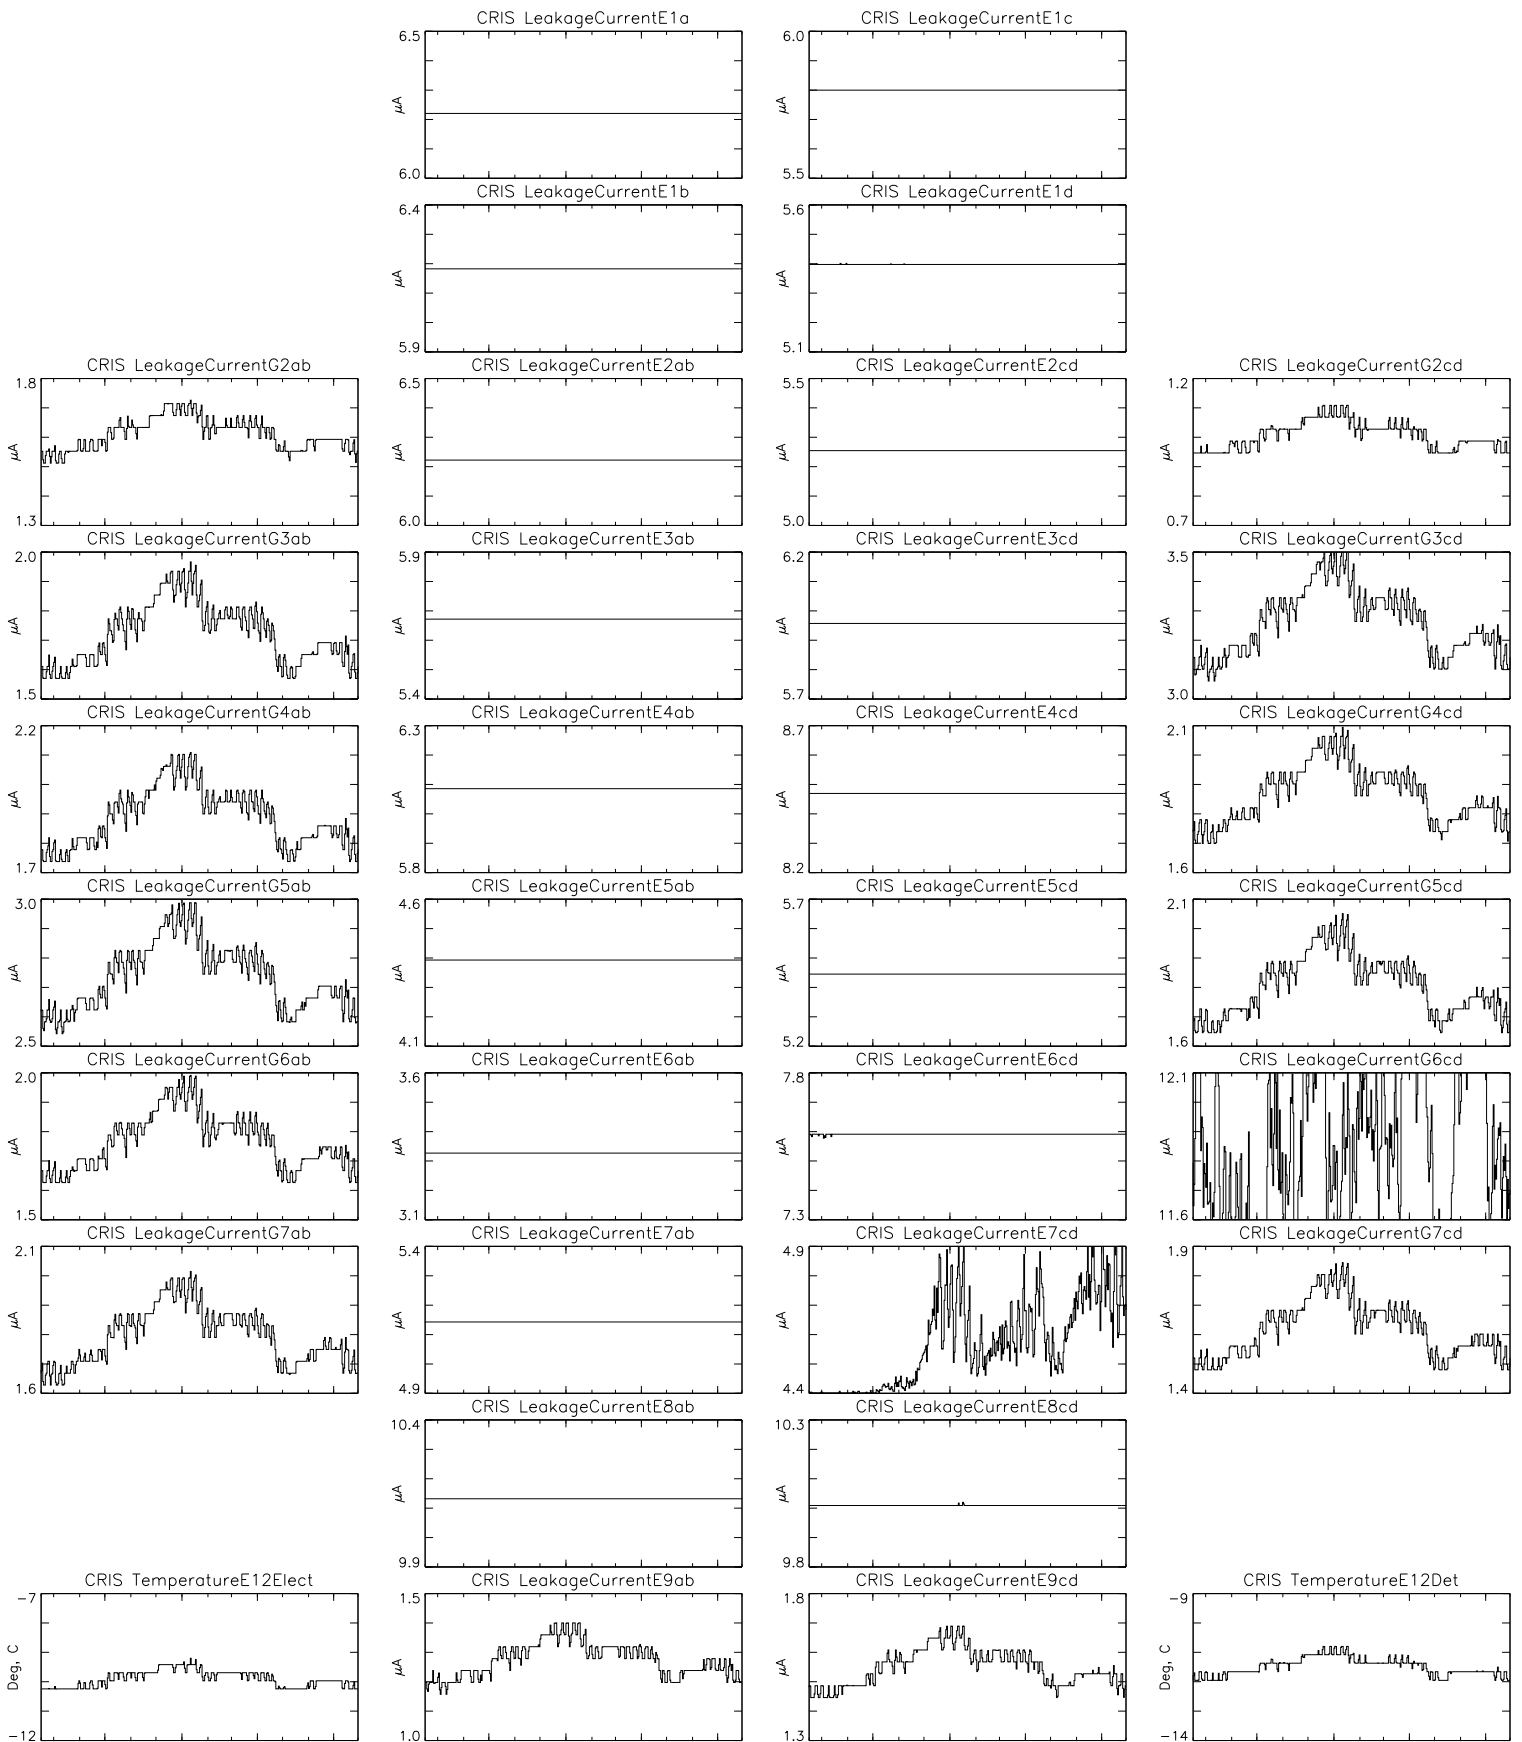 CRIS LeakageCurrentE1a CRIS LeakageCurrentE1c
6.5 6.0
μA μA
6.0 5.5
CRIS LeakageCurrentE1b CRIS LeakageCurrentE1d
6.4 5.6
μA μA
5.9 5.1
CRIS LeakageCurrentG2ab CRIS LeakageCurrentE2ab CRIS LeakageCurrentE2cd CRIS LeakageCurrentG2cd
1.8 6.5 5.5 1.2
μA μA μA μA
1.3 6.0 5.0 0.7
CRIS LeakageCurrentG3ab CRIS LeakageCurrentE3ab CRIS LeakageCurrentE3cd CRIS LeakageCurrentG3cd
2.0 5.9 6.2 3.5
μA μA μA μA
1.5 5.4 5.7 3.0
CRIS LeakageCurrentG4ab CRIS LeakageCurrentE4ab CRIS LeakageCurrentE4cd CRIS LeakageCurrentG4cd
2.2 6.3 8.7 2.1
μA μA μA μA
1.7 5.8 8.2 1.6
CRIS LeakageCurrentG5ab CRIS LeakageCurrentE5ab CRIS LeakageCurrentE5cd CRIS LeakageCurrentG5cd
3.0 4.6 5.7 2.1
μA μA μA μA
2.5 4.1 5.2 1.6
CRIS LeakageCurrentG6ab CRIS LeakageCurrentE6ab CRIS LeakageCurrentE6cd CRIS LeakageCurrentG6cd
2.0 3.6 7.8 12.1
μA μA μA μA
1.5 3.1 7.3 11.6
CRIS LeakageCurrentG7ab CRIS LeakageCurrentE7ab CRIS LeakageCurrentE7cd CRIS LeakageCurrentG7cd
2.1 5.4 4.9 1.9
μA μA μA μA
1.6 4.9 4.4 1.4
CRIS LeakageCurrentE8ab CRIS LeakageCurrentE8cd
10.4 10.3
μA μA
9.9 9.8
CRIS TemperatureE12Elect CRIS LeakageCurrentE9ab CRIS LeakageCurrentE9cd CRIS TemperatureE12Det
-7 1.5 1.8 -9
Deg, C μA μA Deg, C
-12 1.0 1.3 -14